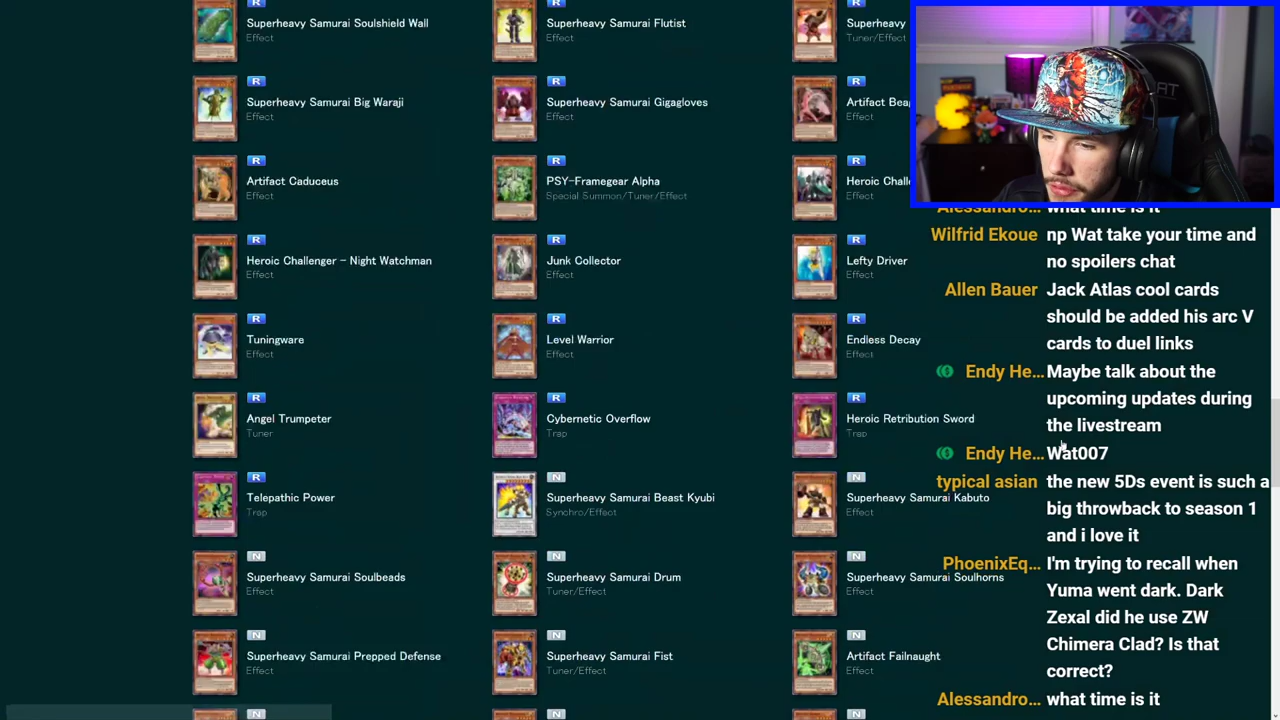 R R
Superheavy Samurai Soulshield Wall Superheavy Samurai Flutist Superheavy
Effect Effect Tuner/Effect
R R R
Superheavy Samurai Big Waraji Superheavy Samurai Gigagloves Artifact Beag
Effect Effect Effect
R R R
Artifact Caduceus PSY-Framegear Alpha Heroic Chall
Effect Special Summon/Tuner/Effect Effect
R R R
Heroic Challenger - Night Watchman Junk Collector Lefty Driver
Effect Effect Effect
R R R
Tuningware Level Warrior Endless Decay
Effect Effect Effect
R R R
Angel Trumpeter Cybernetic Overflow Heroic Retribution Sword
Tuner Trap Trap
R N N
Telepathic Power Superheavy Samurai Beast Kyubi Superheavy Samurai Kabuto
Trap Synchro/Effect Effect
N N N
Superheavy Samurai Soulbeads Superheavy Samurai Drum Superheavy Samurai Soulhorns
Effect Tuner/Effect Effect
N N N
Superheavy Samurai Prepped Defense Superheavy Samurai Fist Artifact Failnaught
Effect Tuner/Effect Effect
N N N
Alessandro... what time is it
Wilfrid Ekoue np Wat take your time and
no spoilers chat
Allen Bauer Jack Atlas cool cards
should be added his arc V
cards to duel links
Endy He... Maybe talk about the
upcoming updates during
the livestream
Endy He... Wat007
typical asian the new 5Ds event is such a
big throwback to season 1
and i love it
PhoenixEq... I'm trying to recall when
Yuma went dark. Dark
Zexal did he use ZW
Chimera Clad? Is that
correct?
Alessandro... what time is it